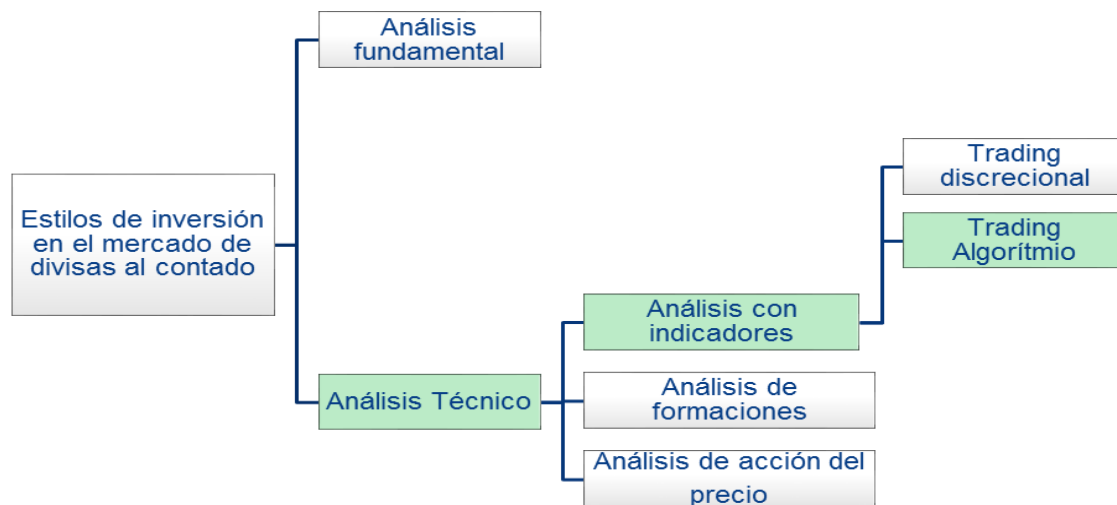 Análisis
fundamental
Estilos de inversión
en el mercado de
divisas al contado
Análisis Técnico
Análisis con
indicadores
Análisis de
formaciones
Análisis de acción del
precio
Trading
discrecional
Trading
Algorítmio